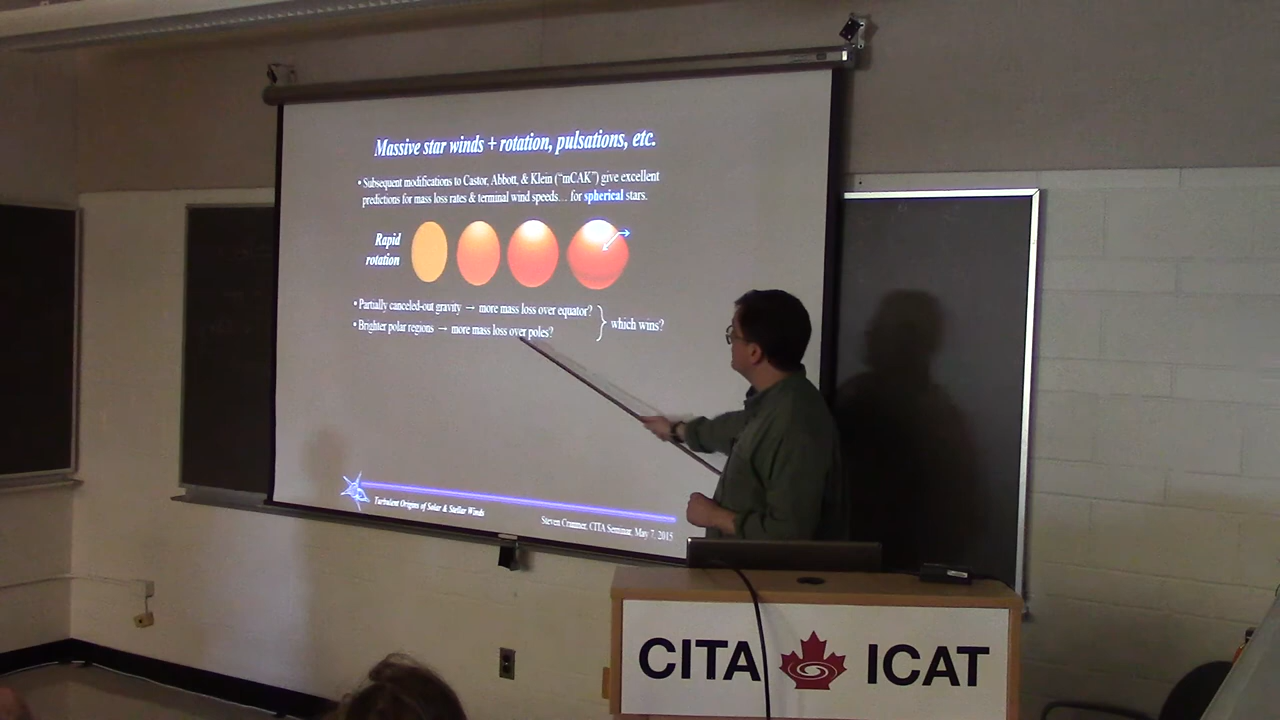 Massive star winds + rotation, pulsations, etc.
• Subsequent modifications to Castor, Abbott, & Klein ("mCAK") give excellent
predictions for mass loss rates & terminal wind speeds… for spherical stars.
Rapid
rotation
• Partially canceled-out gravity → more mass loss over equator?
• Brighter polar regions → more mass loss over poles?
which wins?
Turbulent Origins of Solar & Stellar Winds
Steven Cranmer, CITA Seminar, May 7, 2015
CITA ICAT